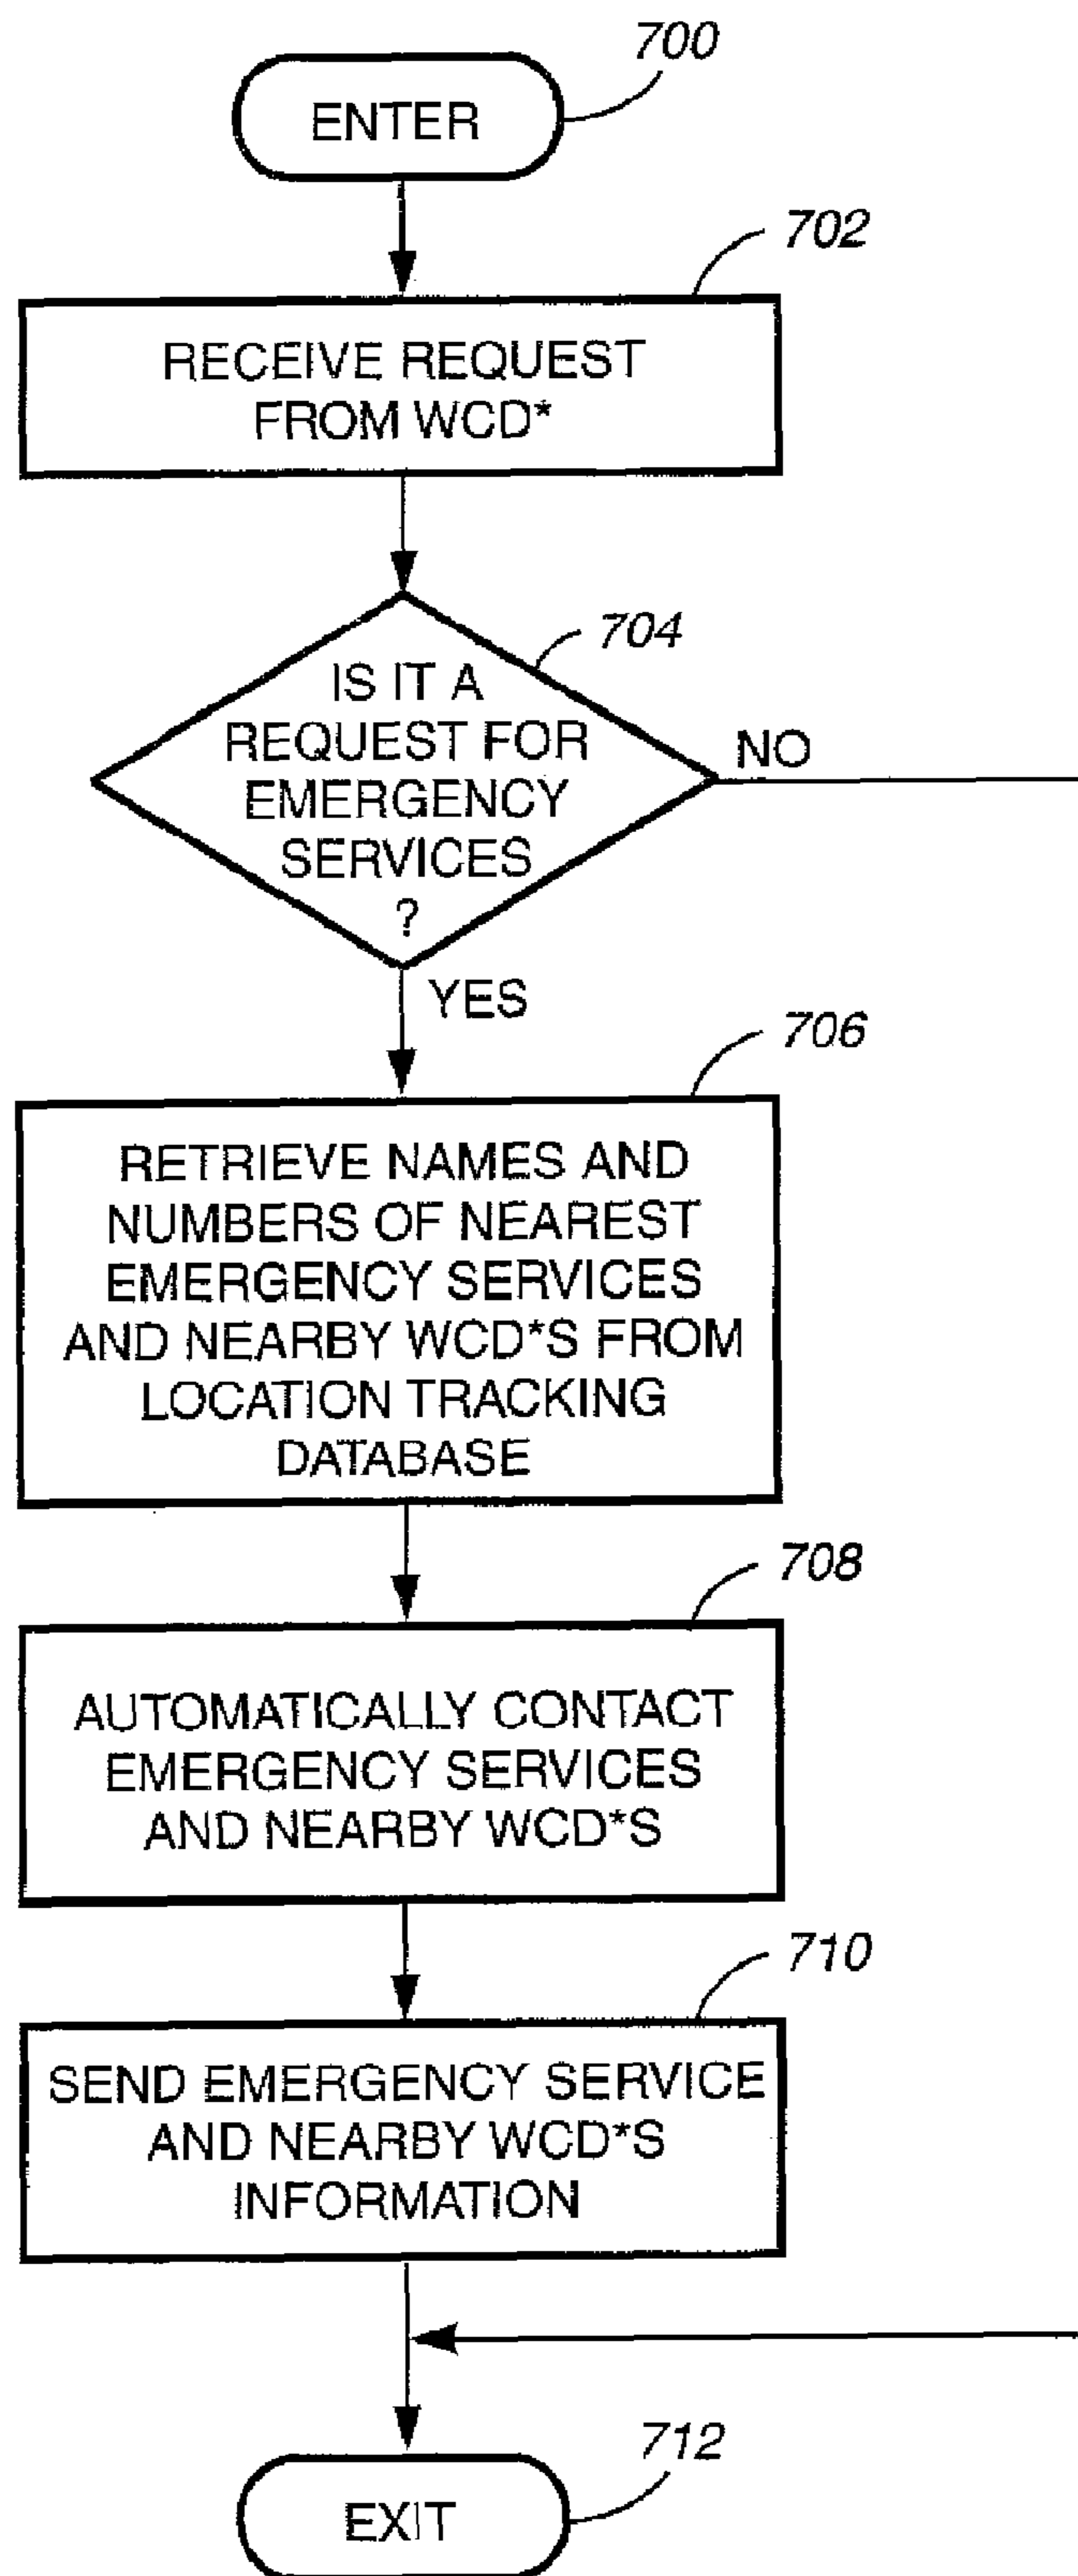 700
ENTER
702
RECEIVE REQUEST
FROM WCD*
704
IS IT A
REQUEST FOR
EMERGENCY
SERVICES
?
NO
YES
706
RETRIEVE NAMES AND
NUMBERS OF NEAREST
EMERGENCY SERVICES
AND NEARBY WCD*S FROM
LOCATION TRACKING
DATABASE
708
AUTOMATICALLY CONTACT
EMERGENCY SERVICES
AND NEARBY WCD*S
710
SEND EMERGENCY SERVICE
AND NEARBY WCD*S
INFORMATION
712
EXIT